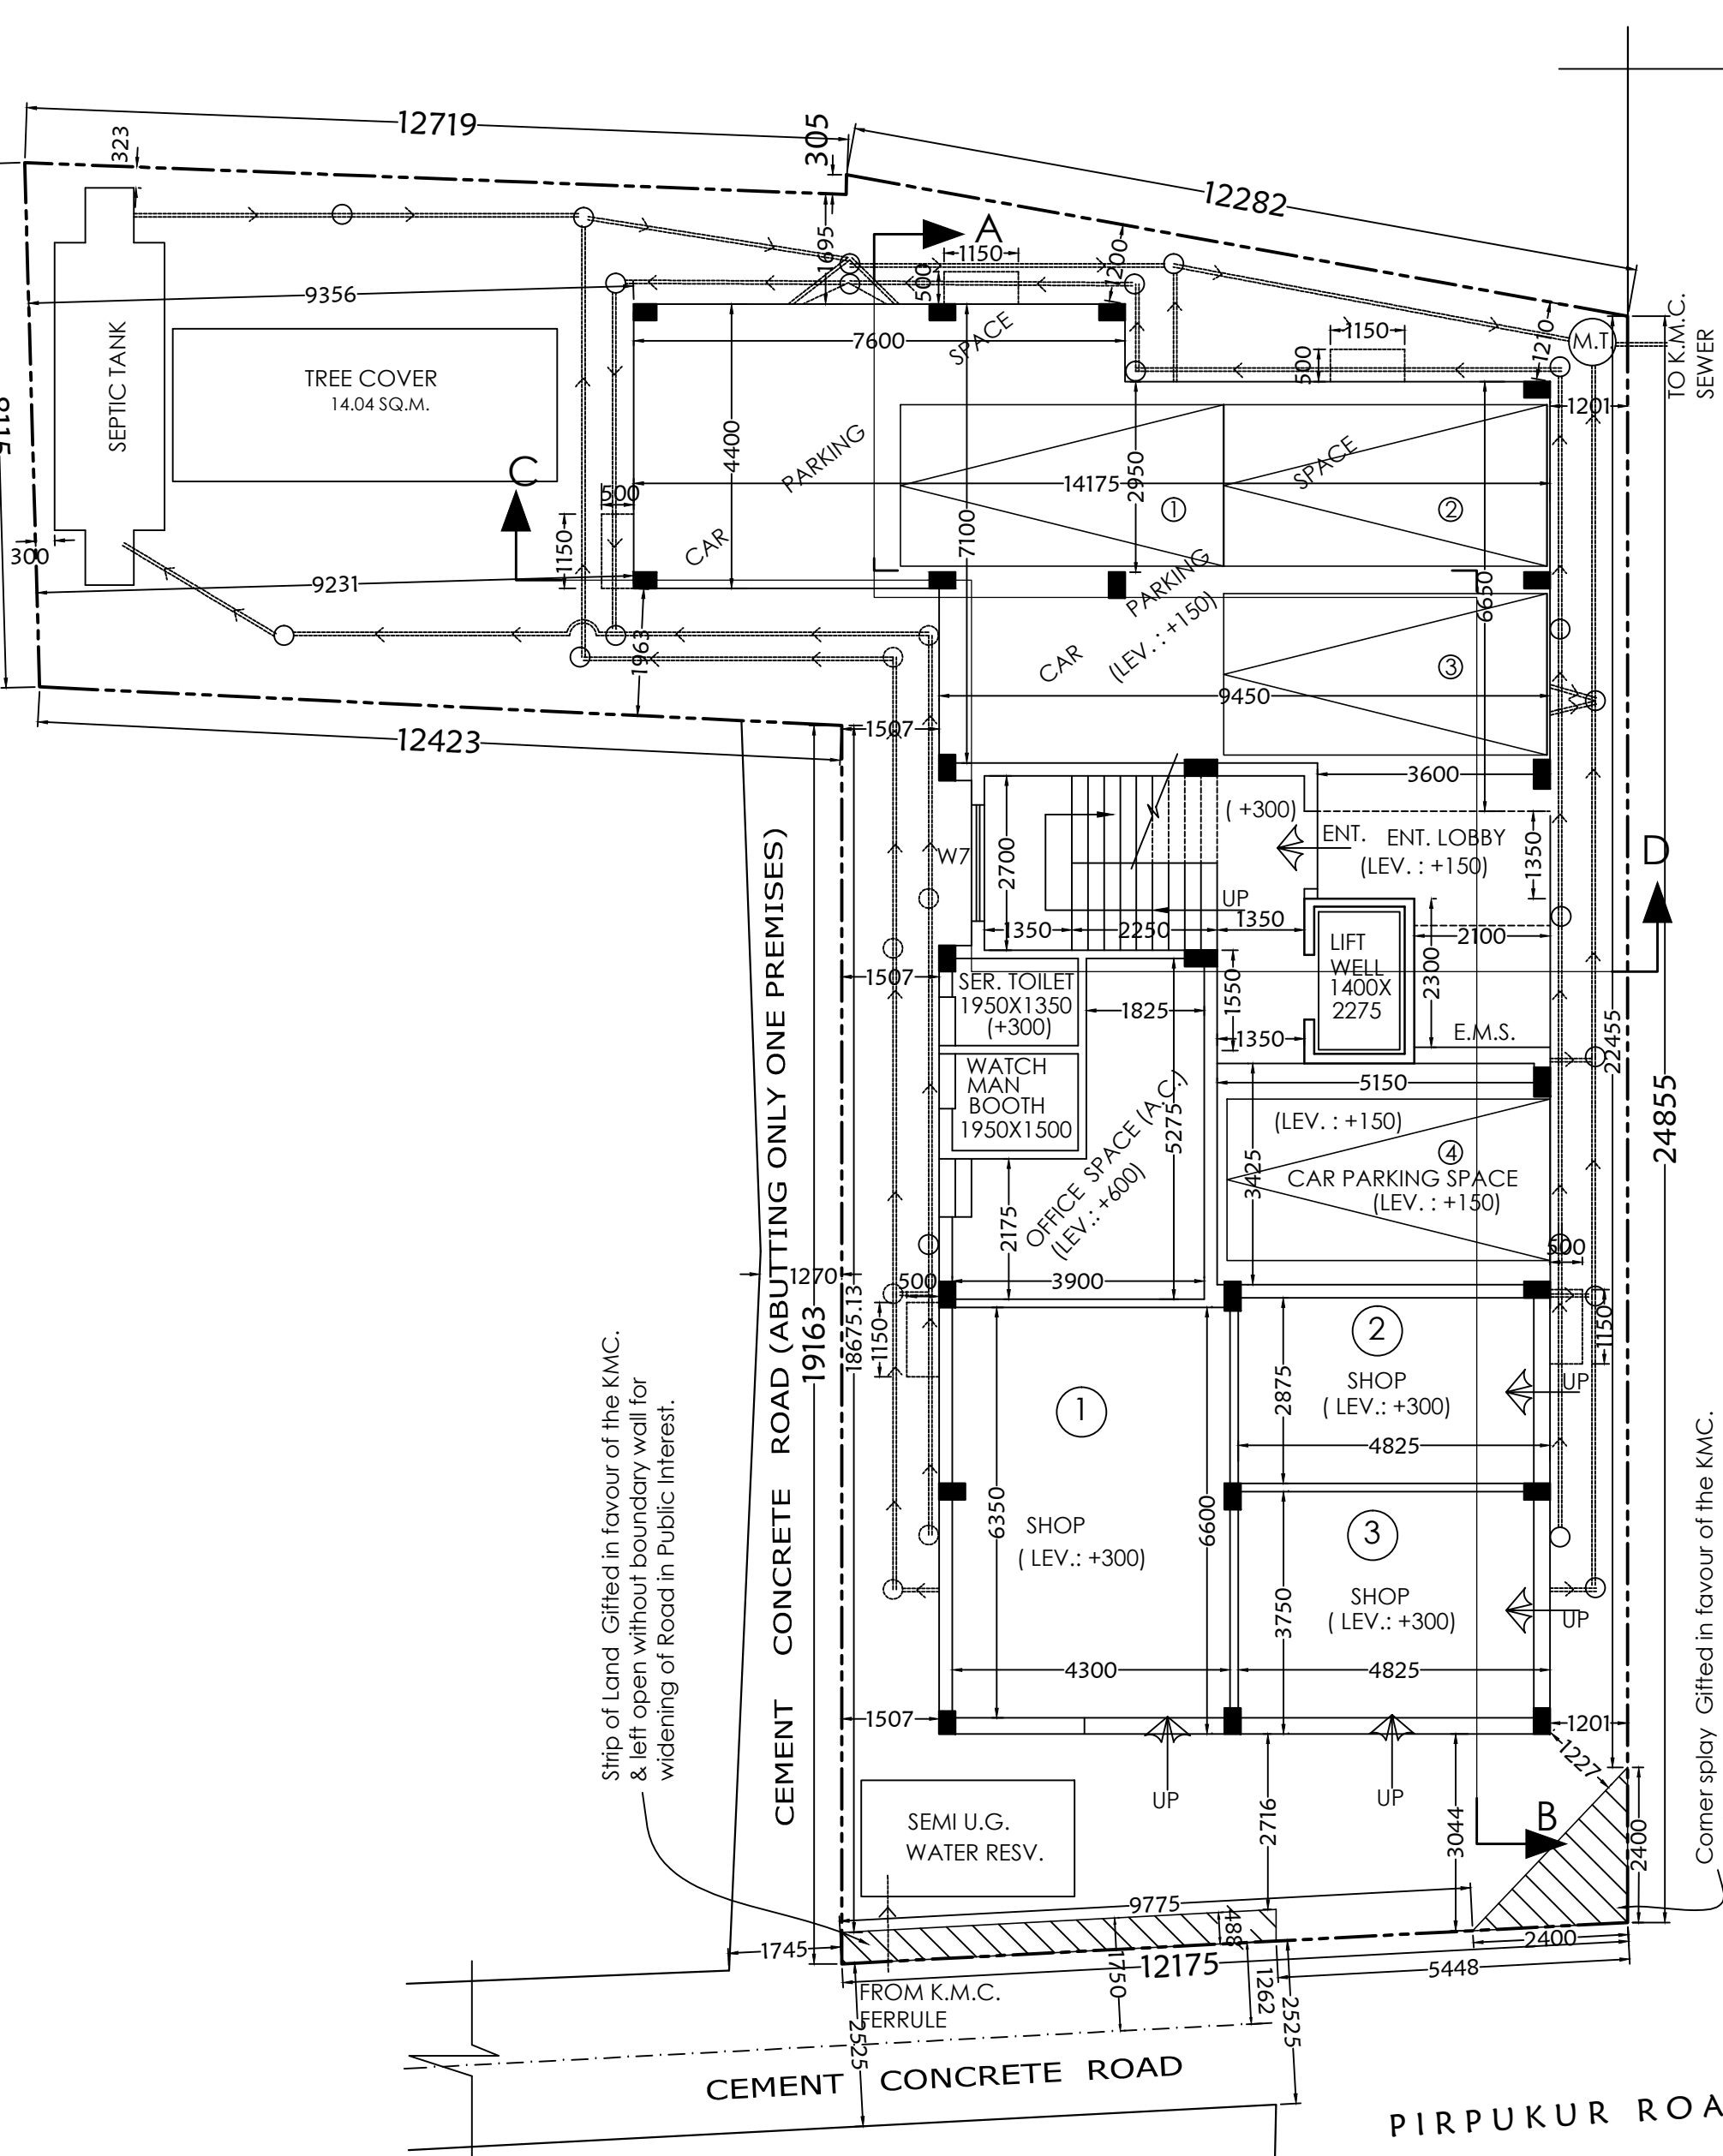 12719
305
12282
323
1695
A
1150
500
1200
9356
7600
SPACE
1150
500
1210
M.T.
TO K.M.C.
SEWER
SEPTIC TANK
TREE COVER
14.04 SQ.M.
1201
4400
PARKING
2950
SPACE
C
500
14175
1
2
7100
1150
CAR
300
9231
PARKING
6650
(LEV. : +150)
1963
CAR
3
9450
12423
1507
3600
( +300)
ENT.
ENT. LOBBY
(LEV. : +150)
1350
D
W7
2700
UP
1350
2250
1350
LIFT
WELL
1400X
2275
2100
2300
1507
SER. TOILET
1950X1350
(+300)
1825
1550
1350
E.M.S.
22455
24855
WATCH
MAN
BOOTH
1950X1500
5150
OFFICE SPACE (A.C.)
(LEV.: +600)
5275
(LEV. : +150)
4
CAR PARKING SPACE
(LEV. : +150)
3425
2175
500
1270
500
3900
CEMENT CONCRETE ROAD (ABUTTING ONLY ONE PREMISES)
19163
18675.13
1150
1150
2
SHOP
( LEV.: +300)
UP
2875
4825
1
6350
6600
SHOP
( LEV.: +300)
3
SHOP
( LEV.: +300)
UP
3750
4300
4825
Strip of Land Gifted in favour of the KMC.
& left open without boundary wall for
widening of Road in Public Interest.
Corner splay Gifted in favour of the KMC.
1507
1201
1227
UP
UP
SEMI U.G.
WATER RESV.
2716
3044
B
2400
9775
488
1745
12175
2400
5448
1750
1262
2525
FROM K.M.C.
FERRULE
2525
CEMENT CONCRETE ROAD
PIRPUKUR ROA